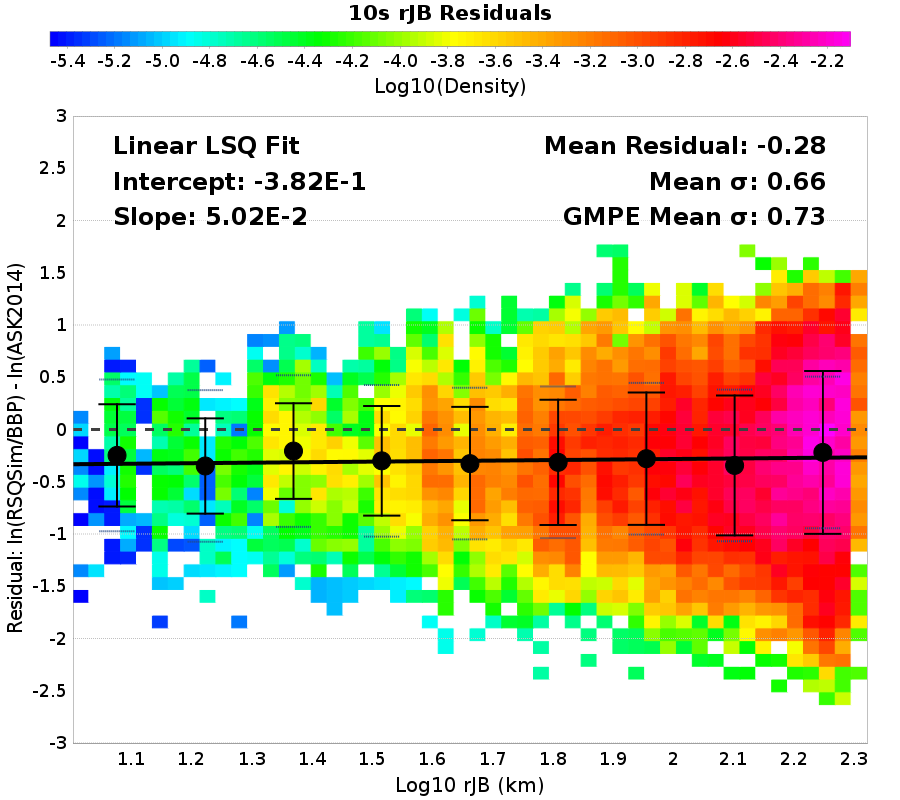 10s rJB Residuals
-5.4 -5.2 -5.0 -4.8 -4.6 -4.4 -4.2 -4.0 -3.8 -3.6 -3.4 -3.2 -3.0 -2.8 -2.6 -2.4 -2.2
Log10(Density)
Linear LSQ Fit
Intercept: -3.82E-1
Slope: 5.02E-2
Mean Residual: -0.28
Mean σ: 0.66
GMPE Mean σ: 0.73
Residual: ln(RSQSim/BBP) - ln(ASK2014)
3
2.5
2
1.5
1
0.5
0
-0.5
-1
-1.5
-2
-2.5
-3
1.1 1.2 1.3 1.4 1.5 1.6 1.7 1.8 1.9 2 2.1 2.2 2.3
Log10 rJB (km)